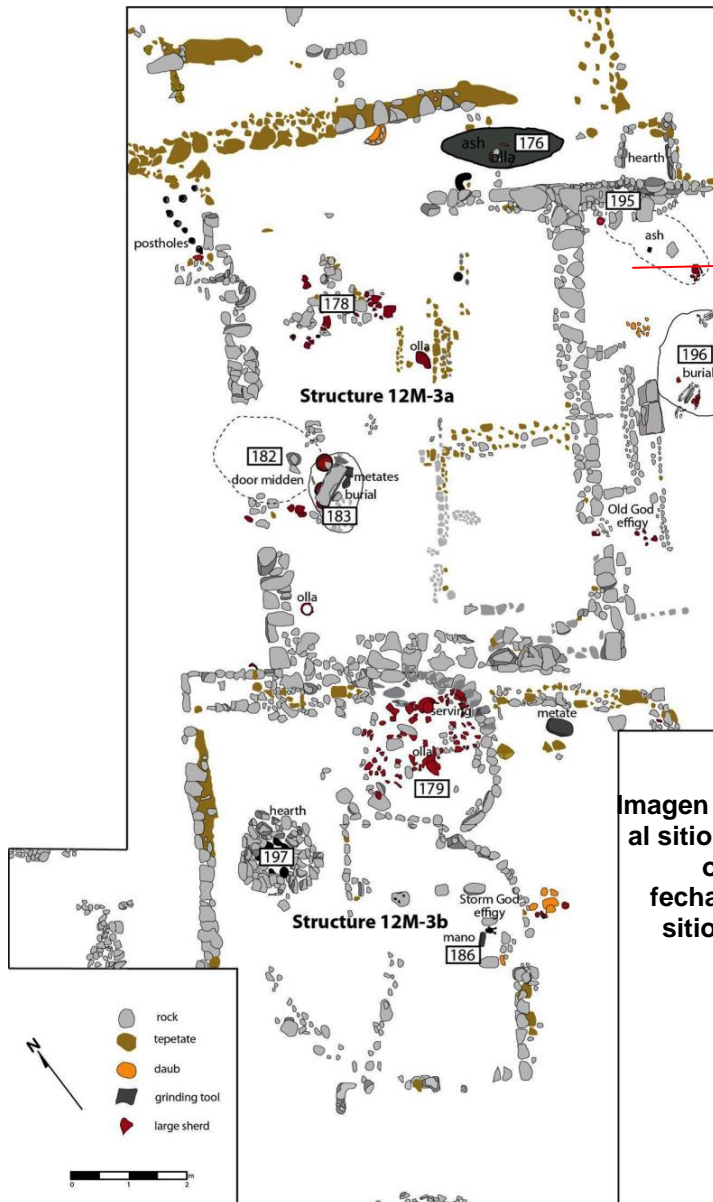 ash
176
olla
hearth
195
ash
postholes
178
olla
196
burial
Structure 12M-3a
182
door midden
metates
burial
183
Old God
effigy
olla
serving
metate
olla
179
hearth
197
Storm God
effigy
Structure 12M-3b
mano
186
Imagen
al sitio
fecha
sitio
rock
tepetate
daub
grinding tool
large sherd
N
m
0 1 2